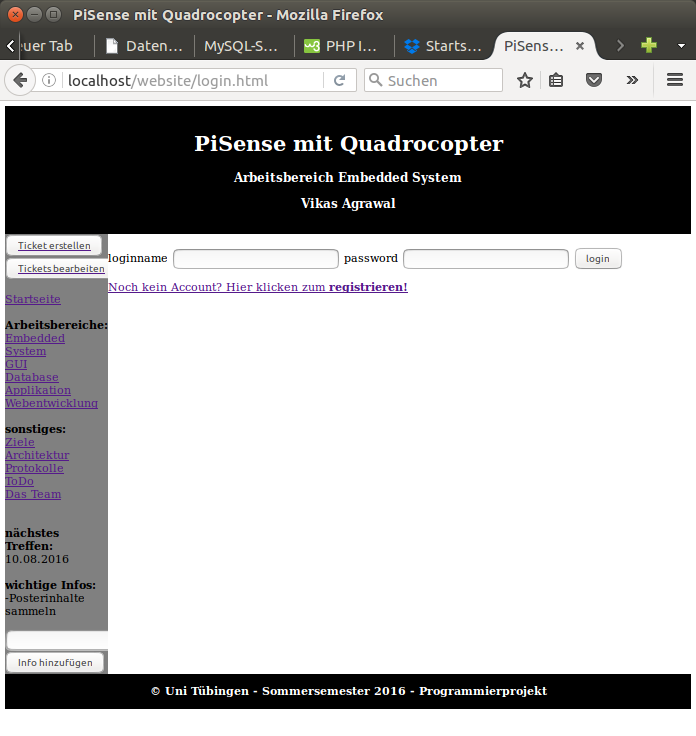 PiSense mit Quadrocopter - Mozilla Firefox
euer Tab
Daten...
MySQL-S...
PHP I...
Starts...
PiSens...
localhost/website/login.html
Suchen
PiSense mit Quadrocopter
Arbeitsbereich Embedded System
Vikas Agrawal
Ticket erstellen
Tickets bearbeiten
loginname
password
login
Noch kein Account? Hier klicken zum registrieren!
Startseite
Arbeitsbereiche:
Embedded
System
GUI
Database
Applikation
Webentwicklung
sonstiges:
Ziele
Architektur
Protokolle
ToDo
Das Team
nächstes
Treffen:
10.08.2016
wichtige Infos:
-Posterinhalte
sammeln
Info hinzufügen
© Uni Tübingen - Sommersemester 2016 - Programmierprojekt